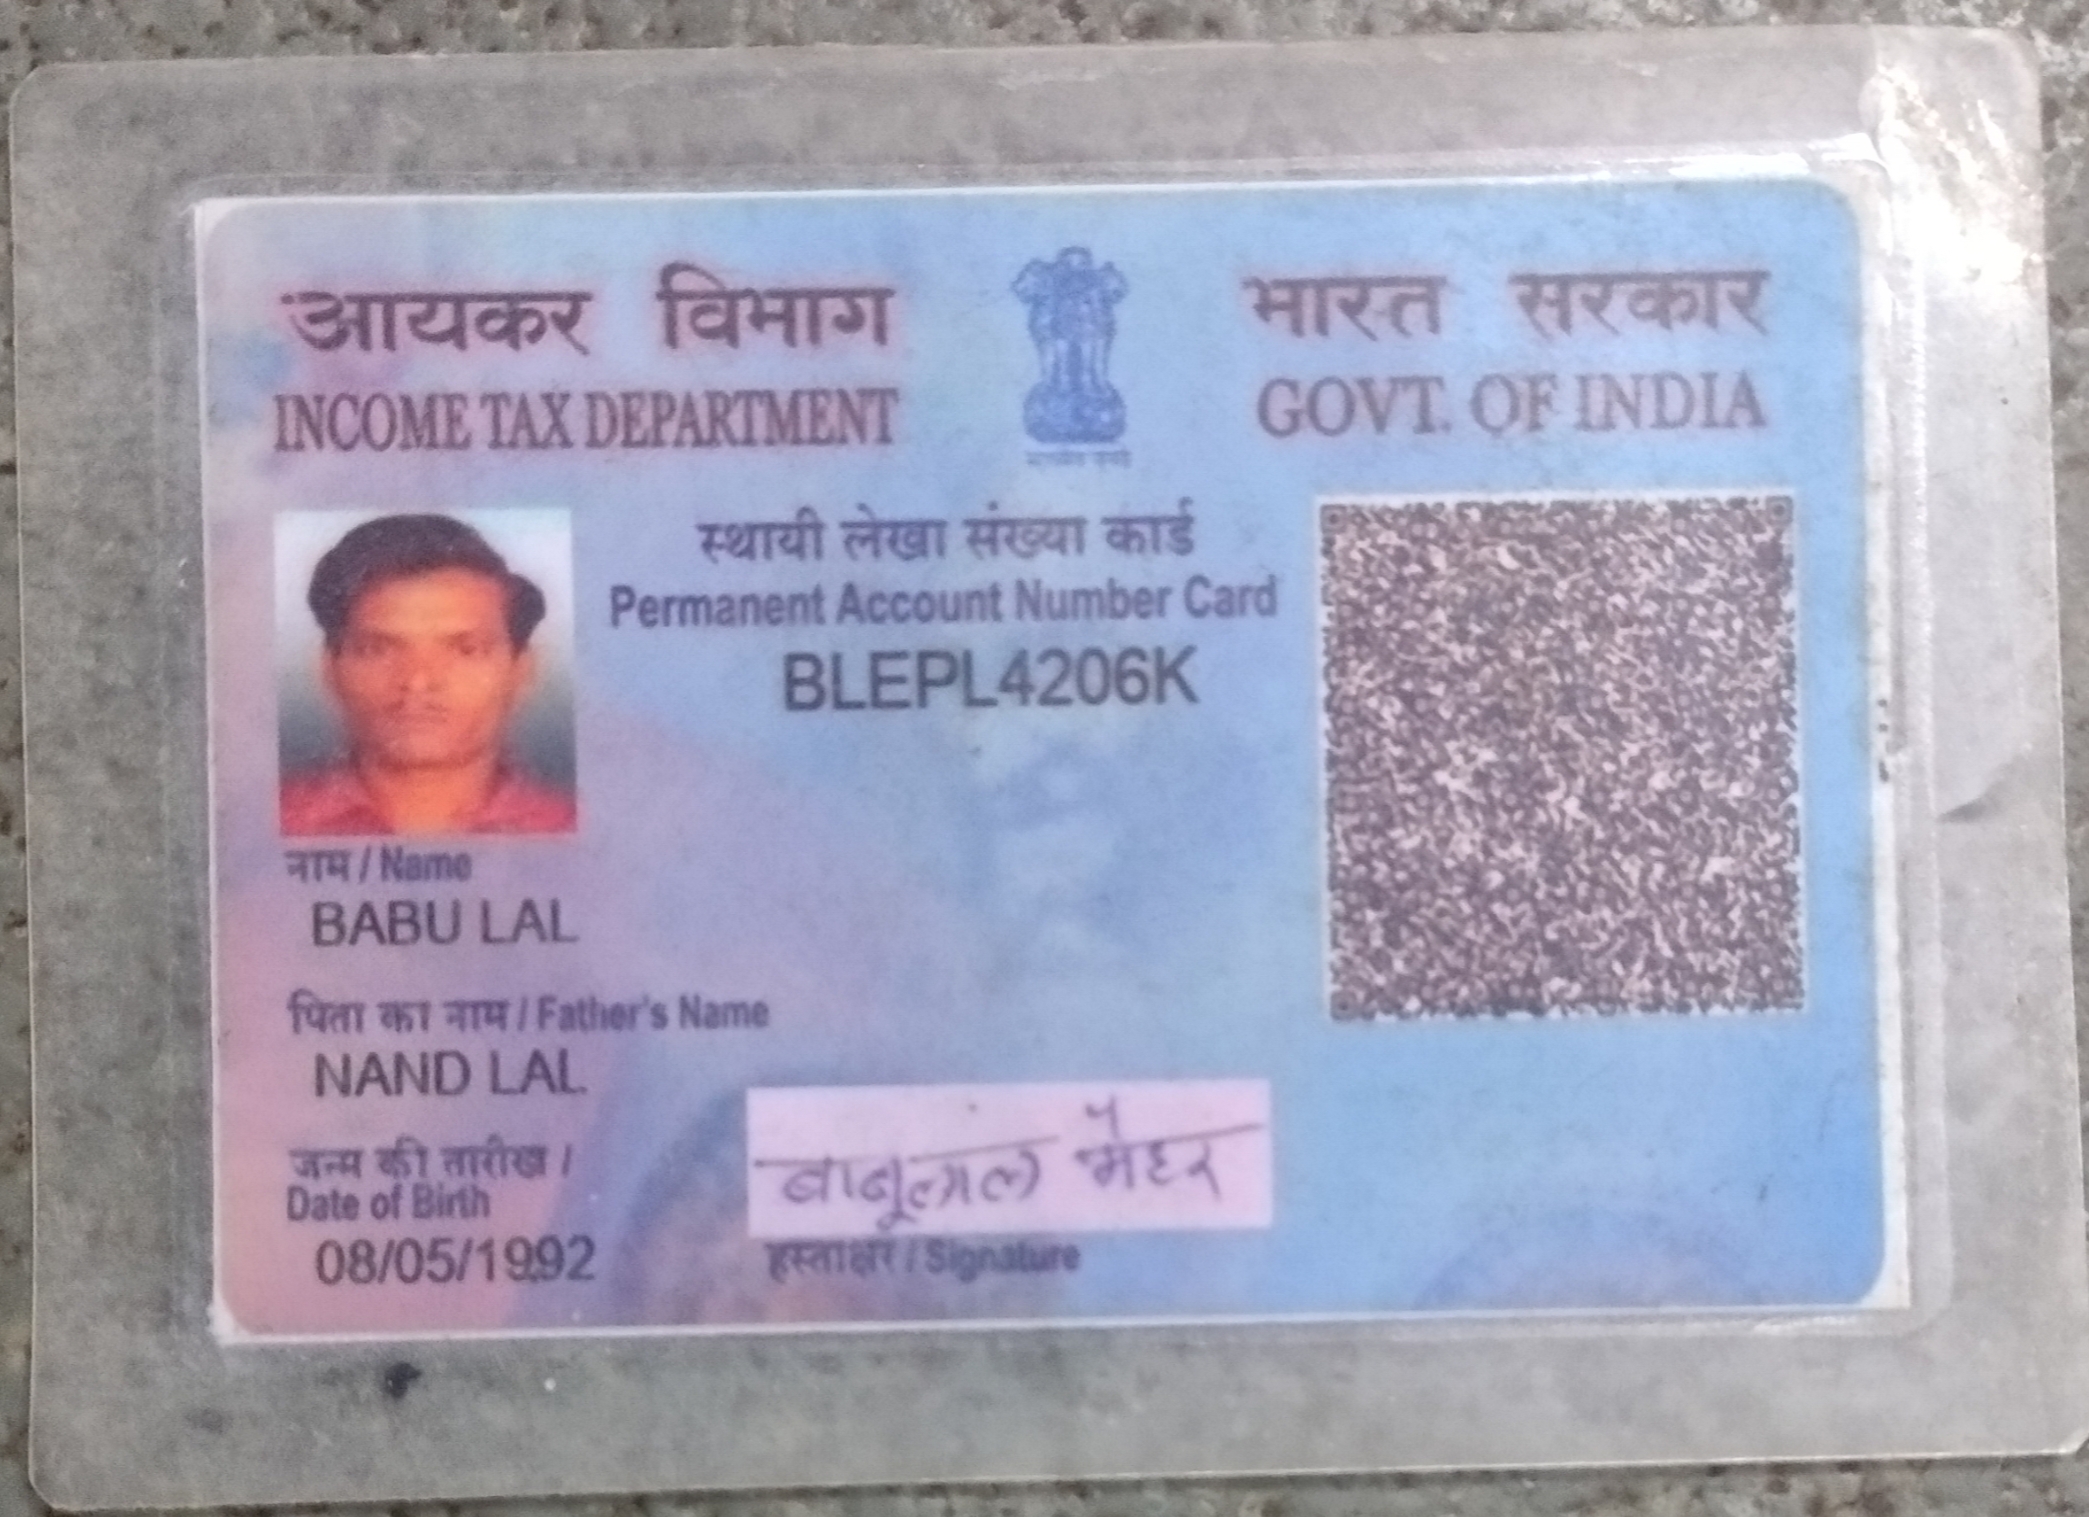 आयकर विभाग
INCOME TAX DEPARTMENT
भारत सरकार
GOVT. OF INDIA
स्थायी लेखा संख्या कार्ड
Permanent Account Number Card
BLEPL4206K
नाम / Name
BABU LAL
पिता का नाम / Father's Name
NAND LAL
जन्म की तारीख /
Date of Birth
08/05/1992
बाबूलाल मेहर
हस्ताक्षर / Signature